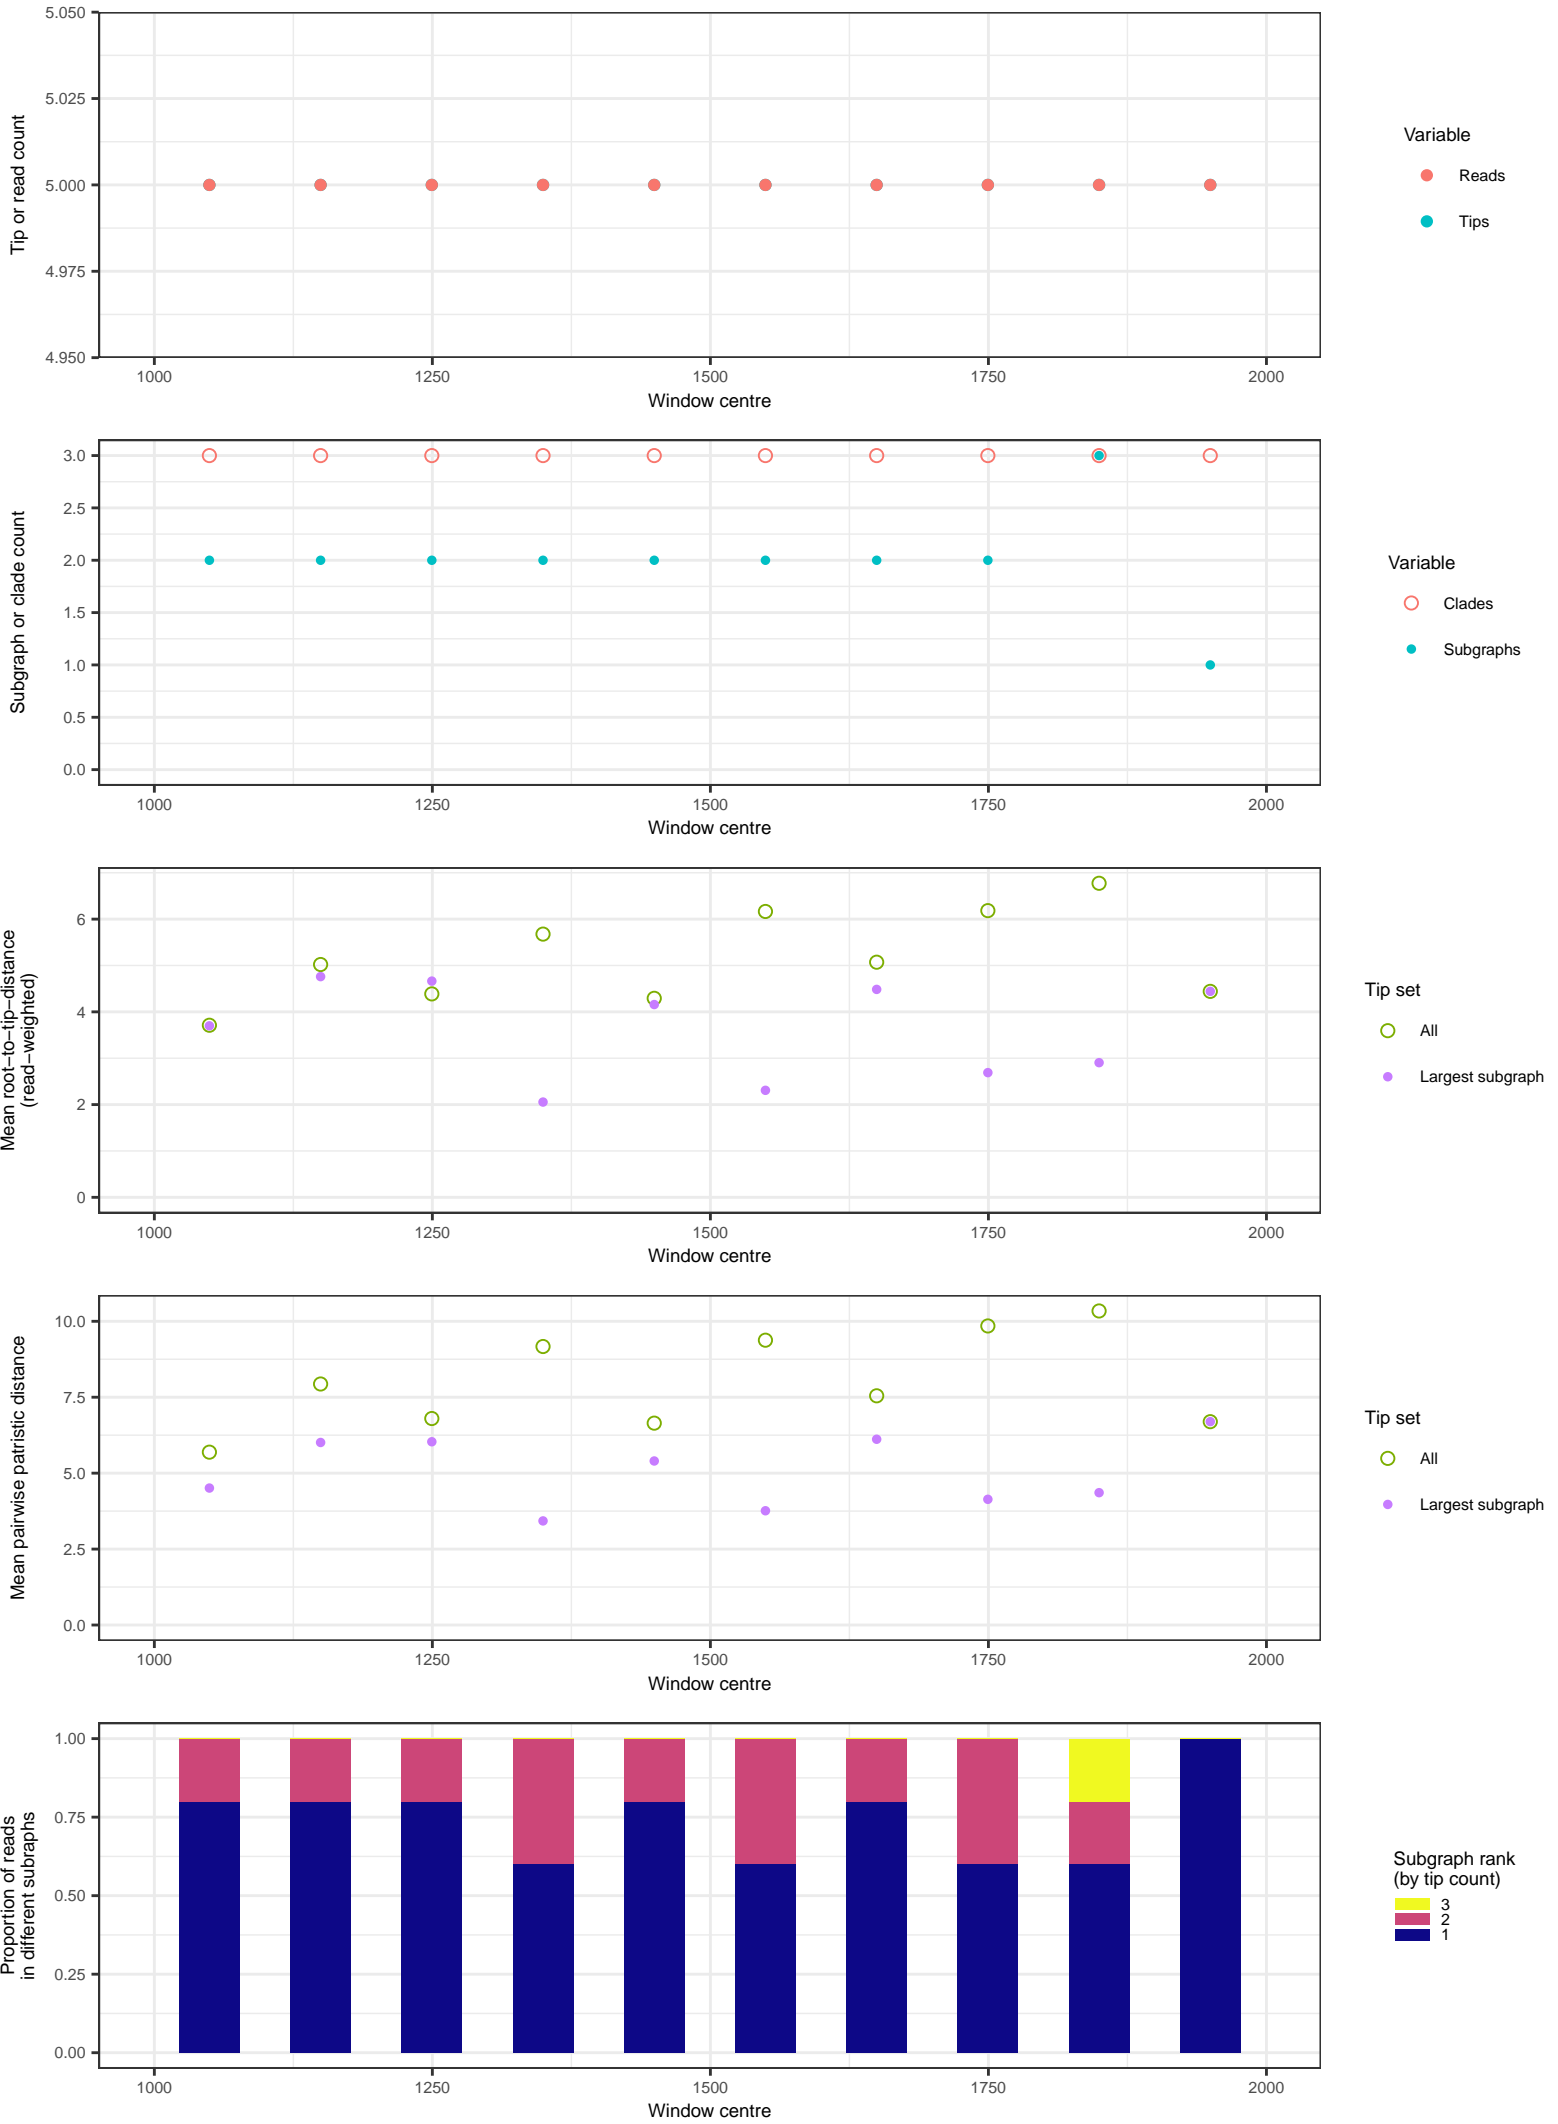 5.050
5.025
5.000
4.975
4.950
Tip or read count
1000 1250 1500 1750 2000
Window centre
Variable
Reads
Tips
3.0
2.5
2.0
1.5
1.0
0.5
0.0
Subgraph or clade count
1000 1250 1500 1750 2000
Window centre
Variable
Clades
Subgraphs
6
4
2
0
Mean root−to−tip−distance
(read−weighted)
1000 1250 1500 1750 2000
Window centre
Tip set
All
Largest subgraph
10.0
7.5
5.0
2.5
0.0
Mean pairwise patristic distance
1000 1250 1500 1750 2000
Window centre
Tip set
All
Largest subgraph
1.00
0.75
0.50
0.25
0.00
Proportion of reads
in different subraphs
1000 1250 1500 1750 2000
Window centre
Subgraph rank
(by tip count)
3
2
1